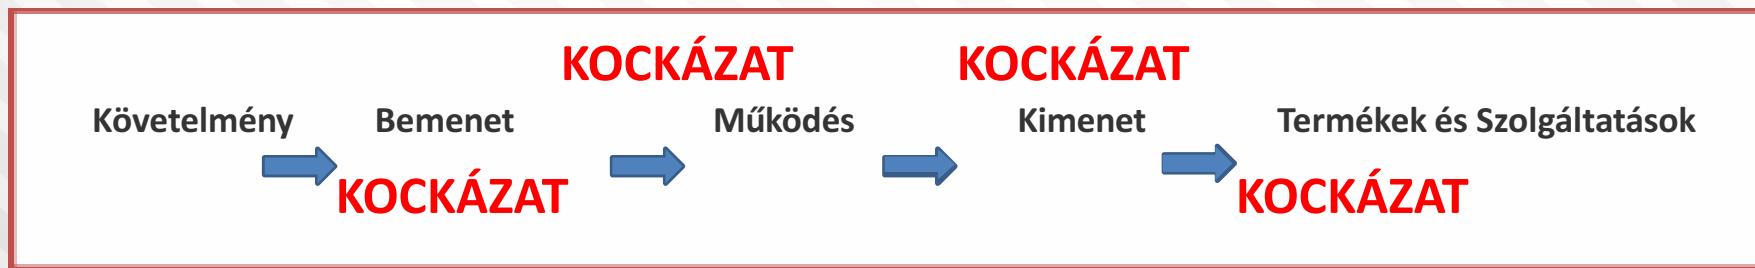 KOCKÁZAT KOCKÁZAT
Követelmény Bemenet Működés Kimenet Termékek és Szolgáltatások
KOCKÁZAT KOCKÁZAT